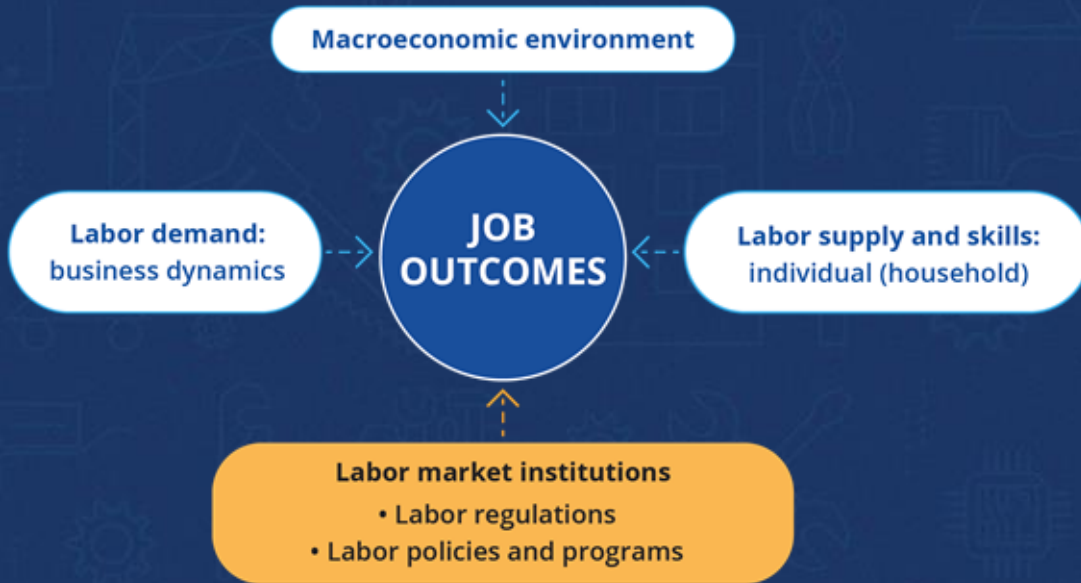 Macroeconomic environment
Labor demand:
business dynamics
JOB
OUTCOMES
Labor supply and skills:
individual (household)
Labor market institutions
• Labor regulations
• Labor policies and programs